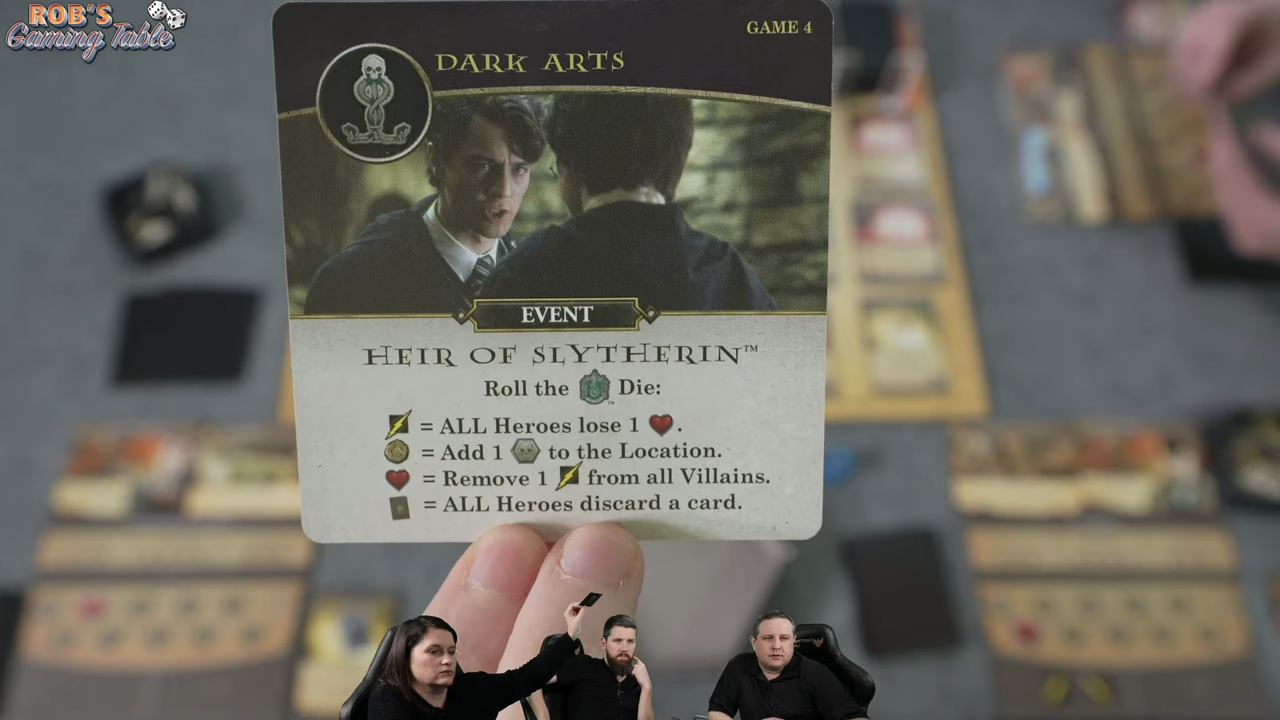 ROB'S
Gaming Table
GAME 4
DARK ARTS
EVENT
HEIR OF SLYTHERIN™
Roll the Die:
= ALL Heroes lose 1 .
= Add 1 to the Location.
= Remove 1 from all Villains.
= ALL Heroes discard a card.